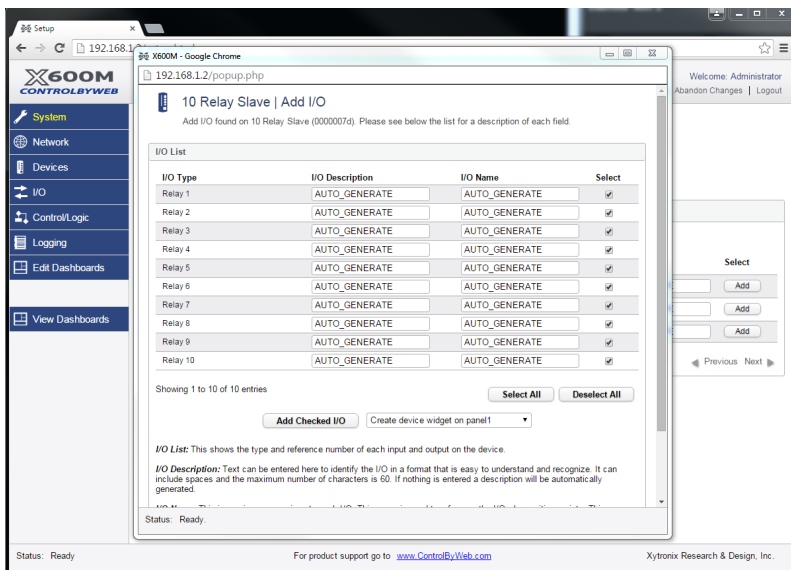 Setup
192.168.1
X600M
CONTROLBYWEB
Welcome: Administrator
Abandon Changes | Logout
System
Network
Devices
I/O
Control/Logic
Logging
Edit Dashboards
View Dashboards
X600M - Google Chrome
192.168.1.2/popup.php
10 Relay Slave | Add I/O
Add I/O found on 10 Relay Slave (0000007d). Please see below the list for a description of each field.
I/O List
I/O Type I/O Description I/O Name Select
Relay 1 AUTO_GENERATE AUTO_GENERATE
Relay 2 AUTO_GENERATE AUTO_GENERATE
Relay 3 AUTO_GENERATE AUTO_GENERATE
Relay 4 AUTO_GENERATE AUTO_GENERATE
Relay 5 AUTO_GENERATE AUTO_GENERATE
Relay 6 AUTO_GENERATE AUTO_GENERATE
Relay 7 AUTO_GENERATE AUTO_GENERATE
Relay 8 AUTO_GENERATE AUTO_GENERATE
Relay 9 AUTO_GENERATE AUTO_GENERATE
Relay 10 AUTO_GENERATE AUTO_GENERATE
Showing 1 to 10 of 10 entries
Select All Deselect All
Add Checked I/O Create device widget on panel1
I/O List: This shows the type and reference number of each input and output on the device.
I/O Description: Text can be entered here to identify the I/O in a format that is easy to understand and recognize. It can
include spaces and the maximum number of characters is 60. If nothing is entered a description will be automatically
generated.
Status: Ready.
Select
Add
Add
Add
Previous Next
Status: Ready
For product support go to www.ControlByWeb.com
Xytronix Research & Design, Inc.